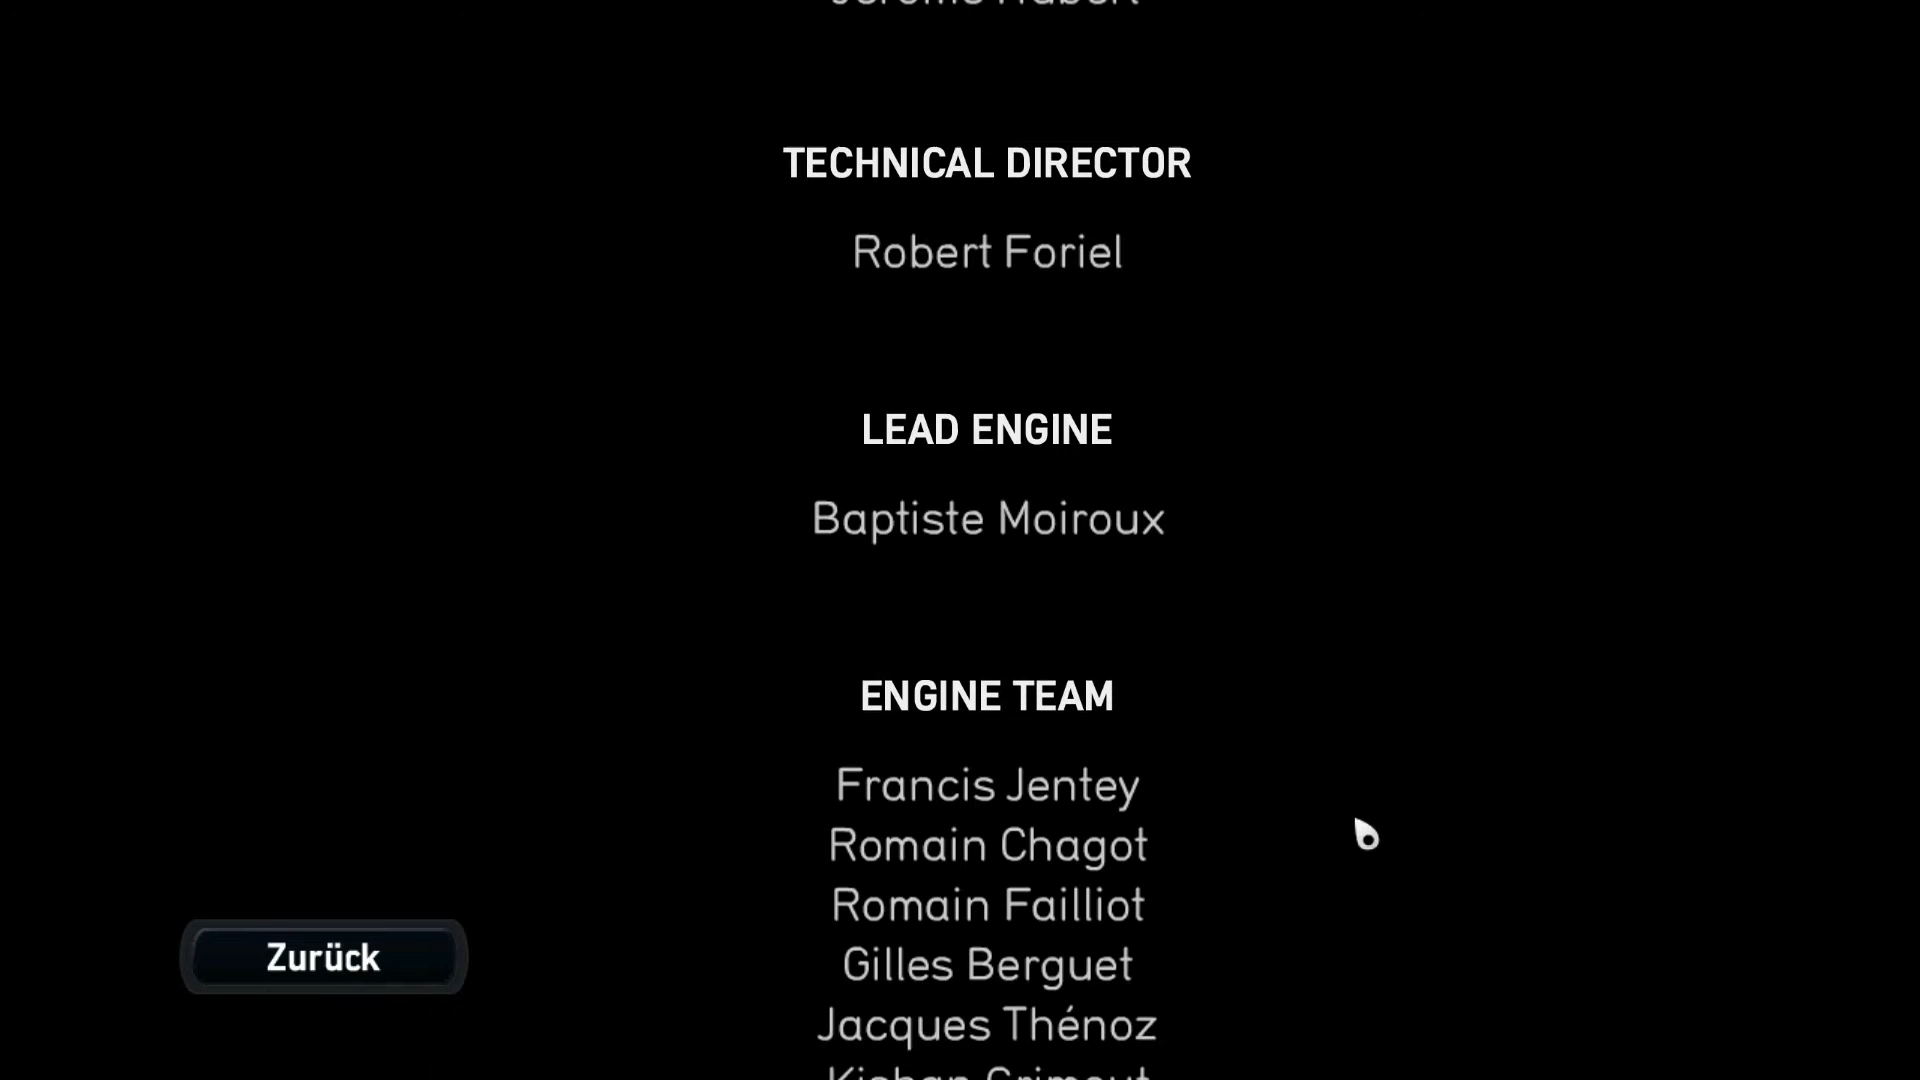 TECHNICAL DIRECTOR
Robert Foriel
LEAD ENGINE
Baptiste Moiroux
ENGINE TEAM
Francis Jentey
Romain Chagot
Romain Failliot
Gilles Berguet
Jacques Thénoz
Zurück